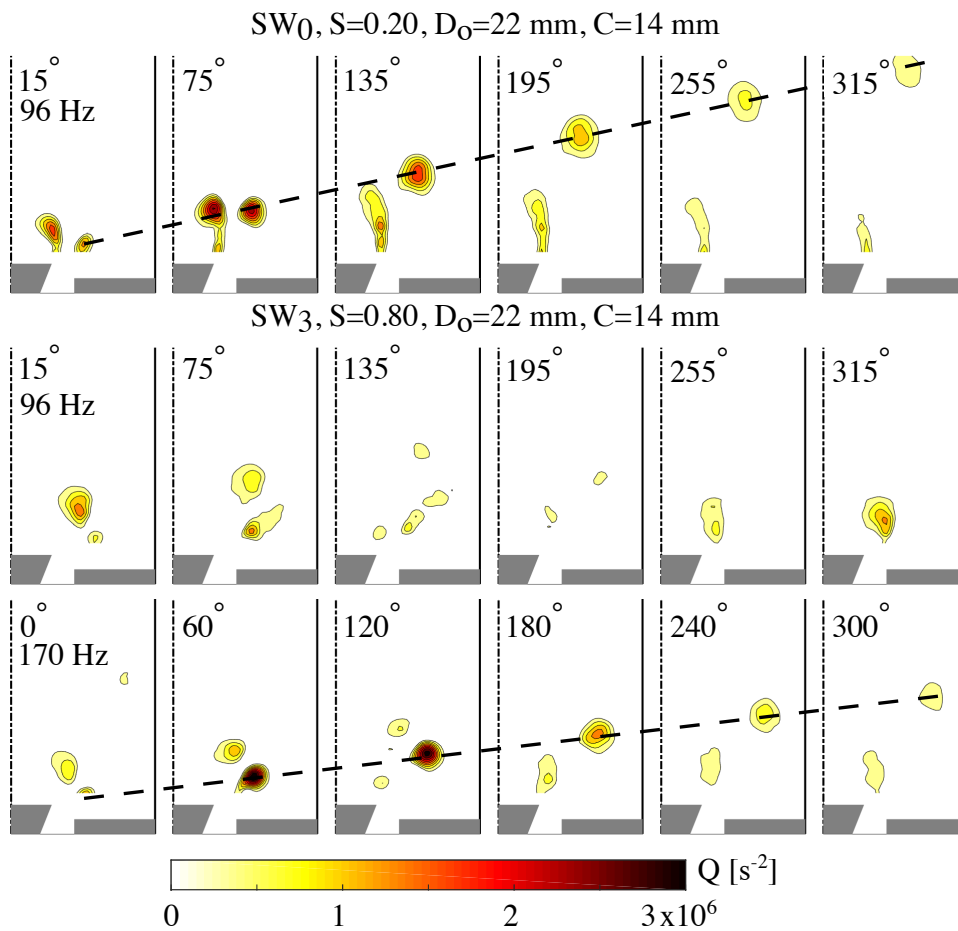 SW0, S=0.20, Do=22 mm, C=14 mm
15° 75° 135° 195° 255° 315°
96 Hz
SW3, S=0.80, Do=22 mm, C=14 mm
15° 75° 135° 195° 255° 315°
96 Hz
0° 60° 120° 180° 240° 300°
170 Hz
Q [s⁻²]
0 1 2 3 x10⁶